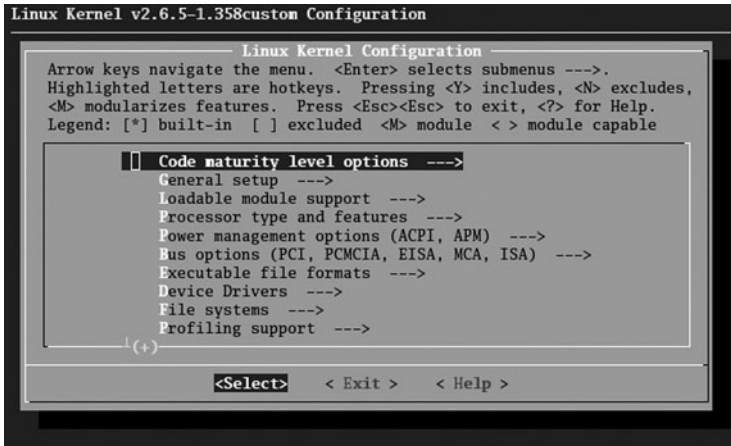 Linux Kernel v2.6.5-1.358custom Configuration
Linux Kernel Configuration
Arrow keys navigate the menu. <Enter> selects submenus --->.
Highlighted letters are hotkeys. Pressing <Y> includes, <N> excludes,
<M> modularizes features. Press <Esc><Esc> to exit, <?> for Help.
Legend: [*] built-in [ ] excluded <M> module < > module capable
Code maturity level options --->
General setup --->
Loadable module support --->
Processor type and features --->
Power management options (ACPI, APM) --->
Bus options (PCI, PCMCIA, EISA, MCA, ISA) --->
Executable file formats --->
Device Drivers --->
File systems --->
Profiling support --->
(+)
<Select> < Exit > < Help >